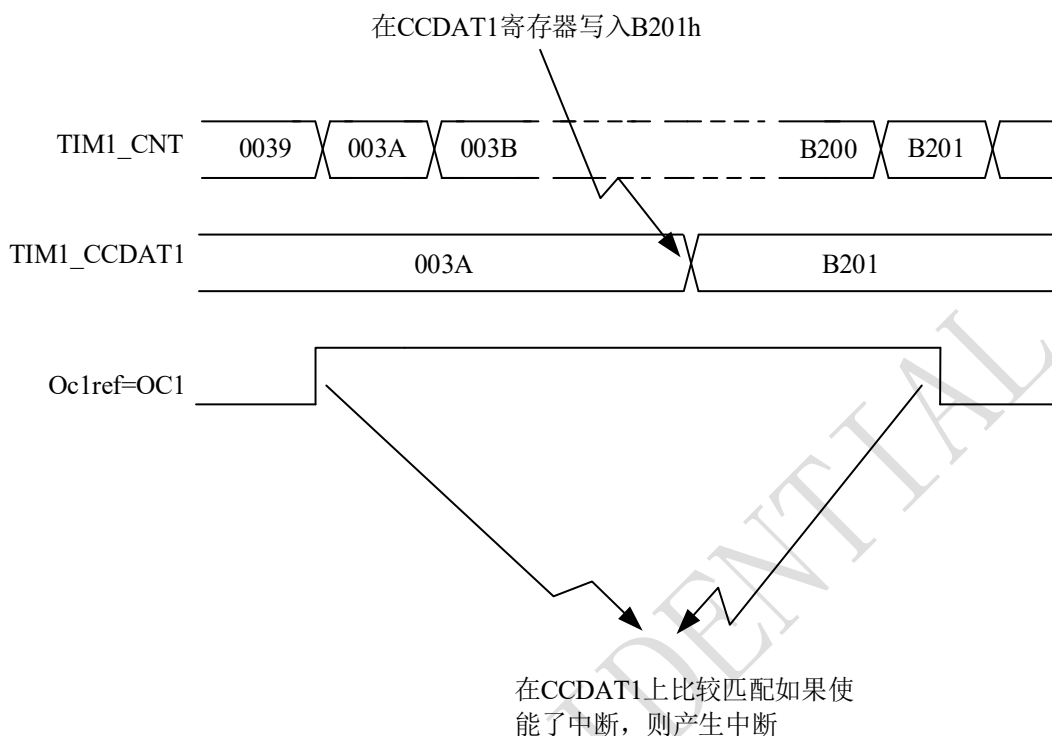 在CCDAT1寄存器写入B201h
TIM1_CNT 0039 003A 003B B200 B201
TIM1_CCDAT1 003A B201
Oc1ref=OC1
IDENTIAL
在CCDAT1上比较匹配如果使
能了中断，则产生中断